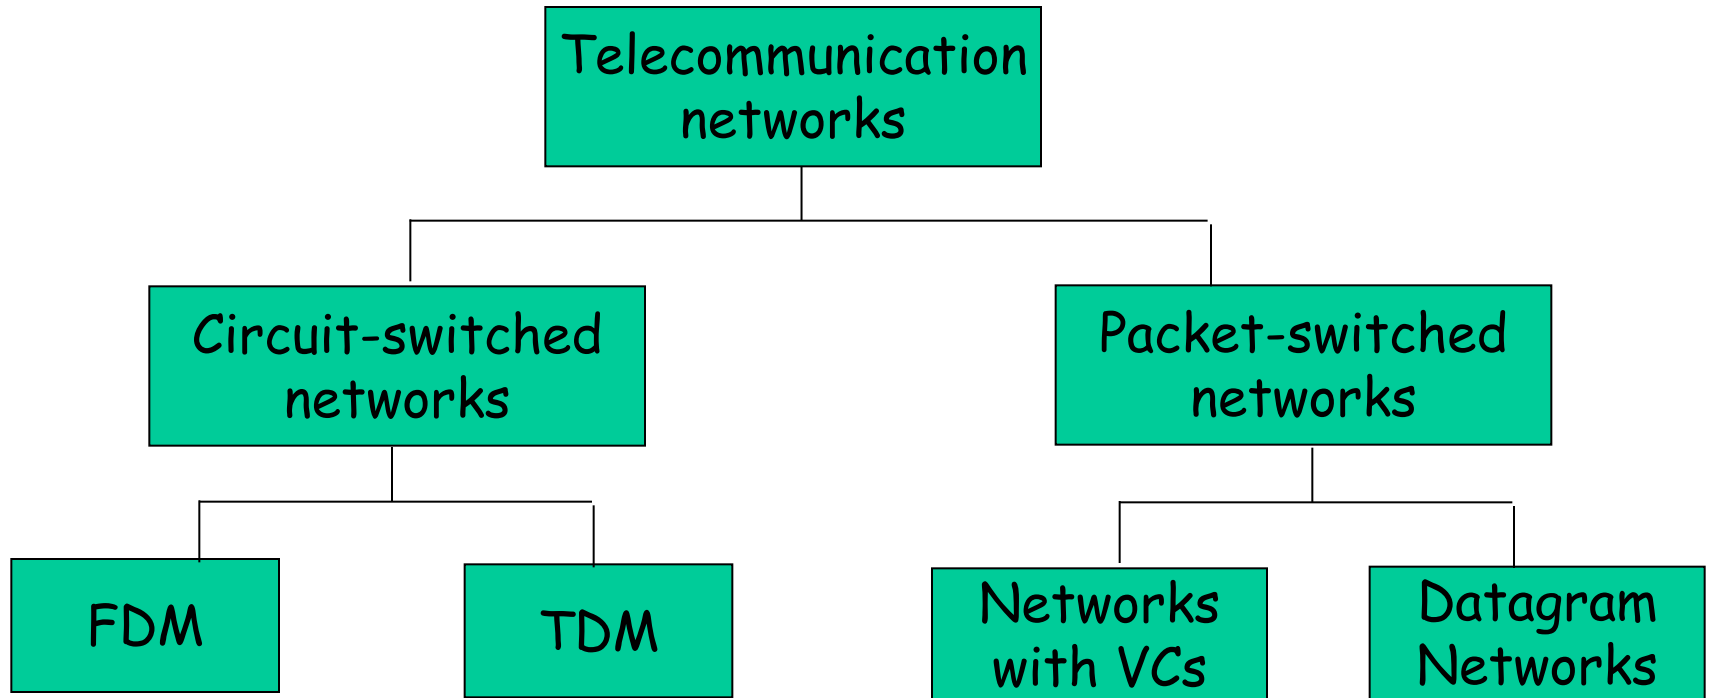 Telecommunication
networks
Circuit-switched
networks
Packet-switched
networks
FDM
TDM
Networks
with VCs
Datagram
Networks